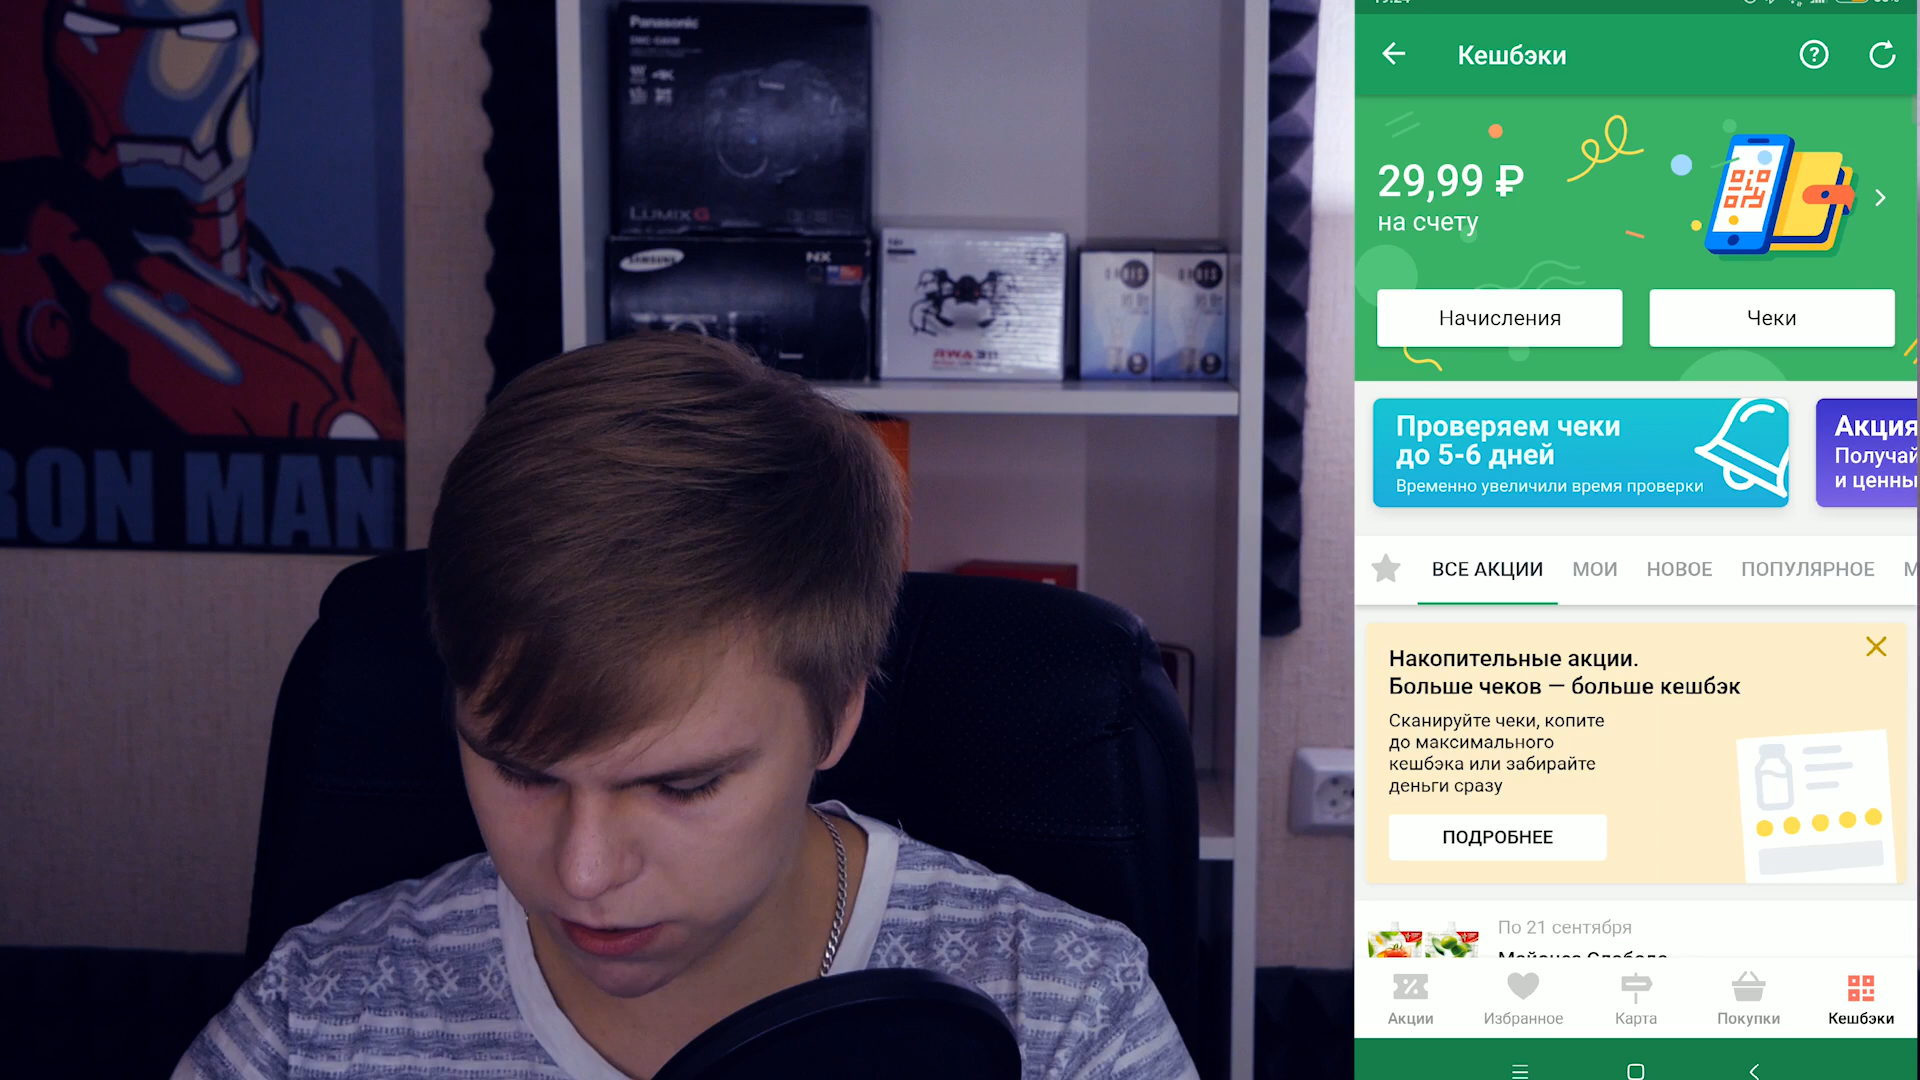 IRON MAN
Panasonic
LUMIX G
SAMSUNG
NX
Кешбэки
29,99 ₽
на счету
Начисления
Чеки
Проверяем чеки
до 5-6 дней
Временно увеличили время проверки
Акция
Получай
и ценны
ВСЕ АКЦИИ
МОИ
НОВОЕ
ПОПУЛЯРНОЕ
Накопительные акции.
Больше чеков — больше кешбэк
Сканируйте чеки, копите
до максимального
кешбэка или забирайте
деньги сразу
ПОДРОБНЕЕ
По 21 сентября
Акции
Избранное
Карта
Покупки
Кешбэки